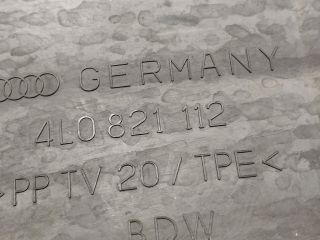 GERMANY
4L0 821 112
>PP TV 20 / TPE<
BDW